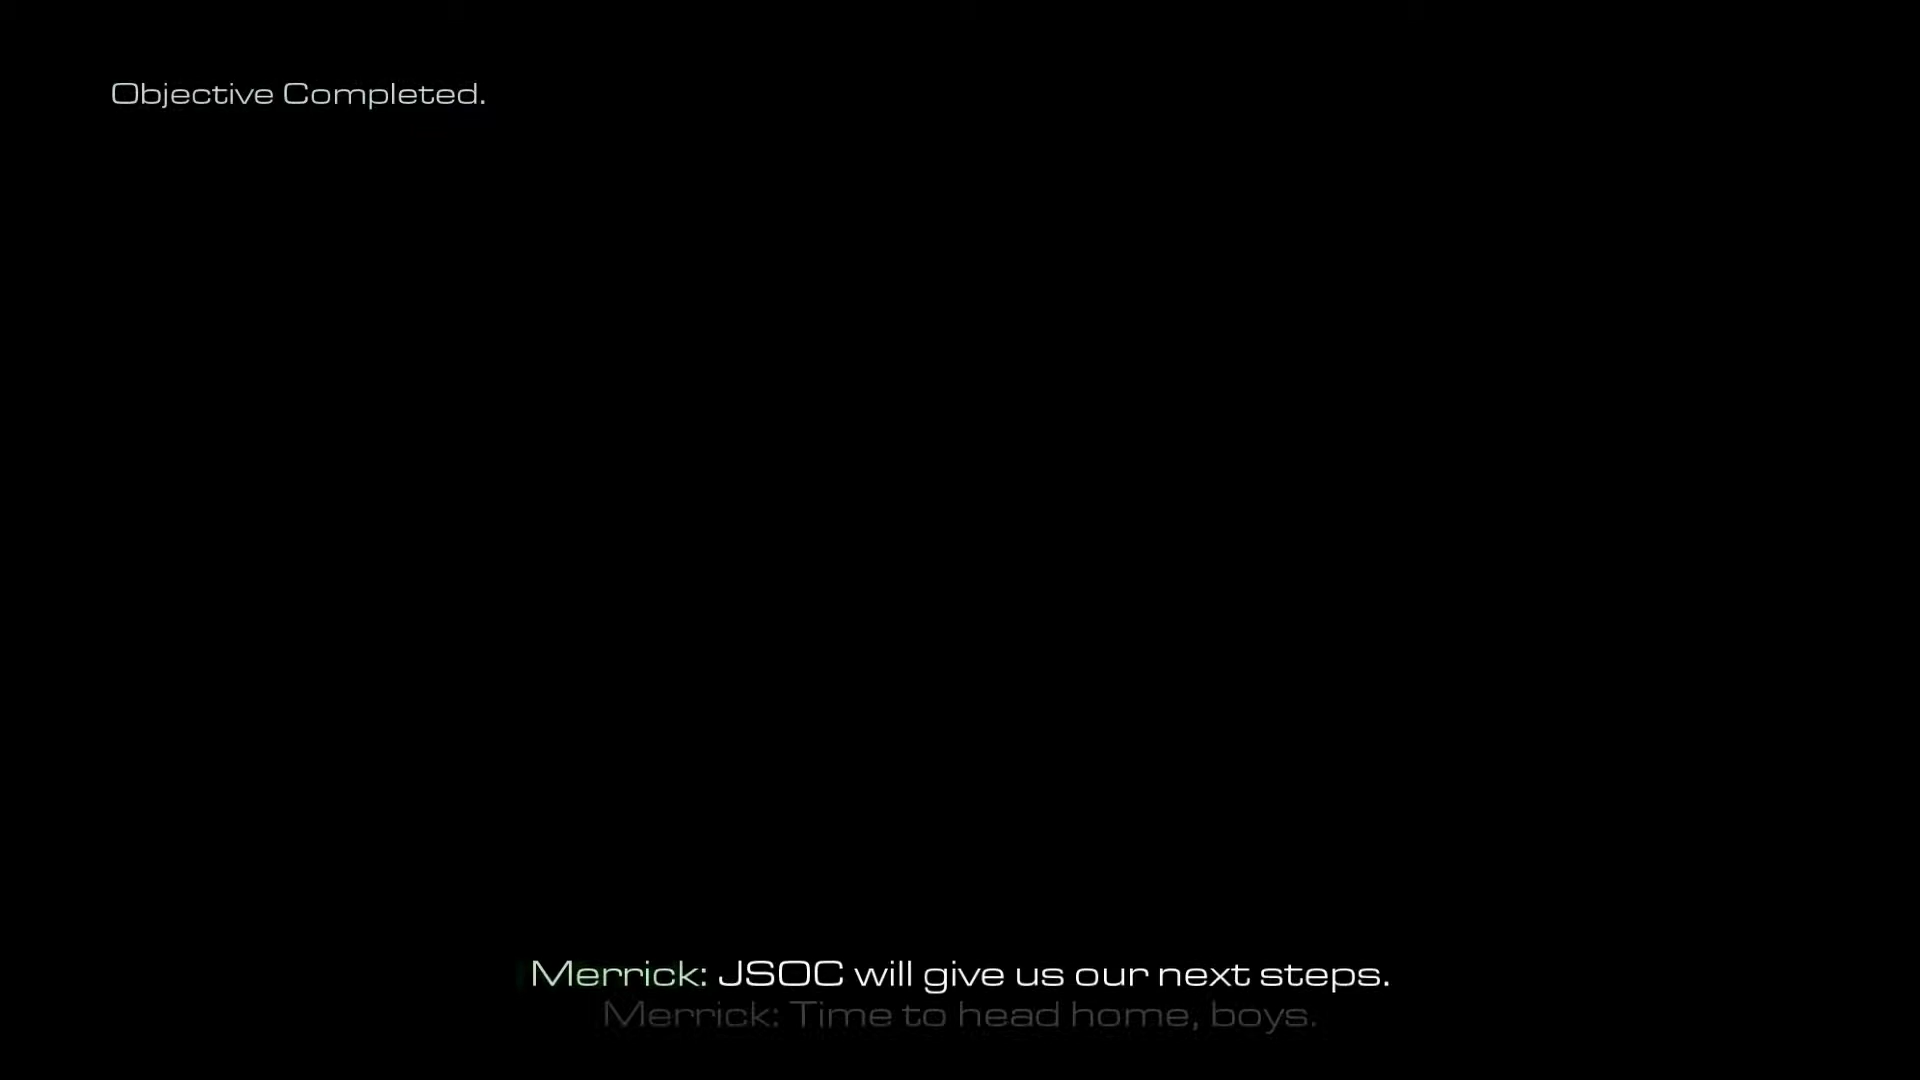 Objective Completed.
Merrick: JSOC will give us our next steps.
Merrick: Time to head home, boys.